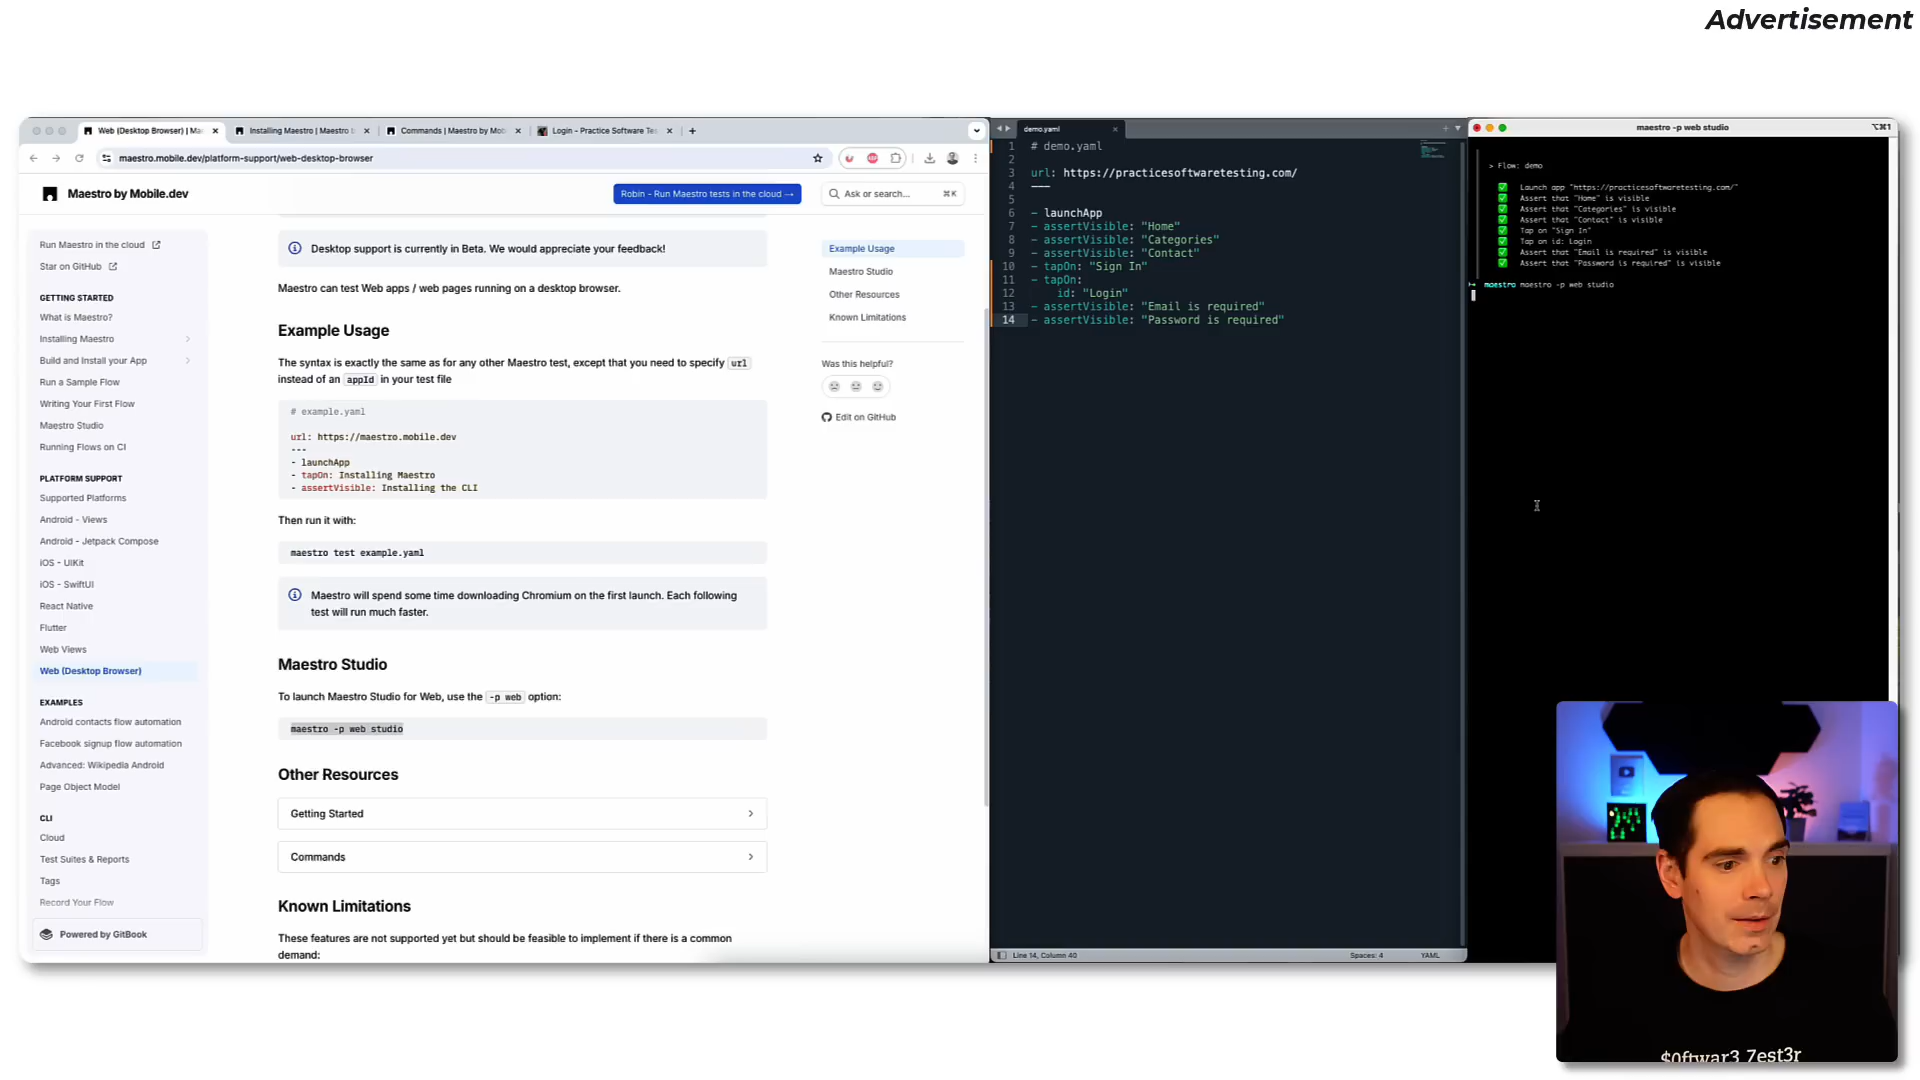 Advertisement
Web (Desktop Browser) | Ma
Installing Maestro | Maestro b
Commands | Maestro by Mob
Login - Practice Software Tes
maestro.mobile.dev/platform-support/web-desktop-browser
Maestro by Mobile.dev
Robin - Run Maestro tests in the cloud →
Ask or search...
⌘K
Run Maestro in the cloud
Star on GitHub
GETTING STARTED
What is Maestro?
Installing Maestro
Build and Install your App
Run a Sample Flow
Writing Your First Flow
Maestro Studio
Running Flows on CI
PLATFORM SUPPORT
Supported Platforms
Android - Views
Android - Jetpack Compose
iOS - UIKit
iOS - SwiftUI
React Native
Flutter
Web Views
Web (Desktop Browser)
EXAMPLES
Android contacts flow automation
Facebook signup flow automation
Advanced: Wikipedia Android
Page Object Model
CLI
Cloud
Test Suites & Reports
Tags
Record Your Flow
Powered by GitBook
Desktop support is currently in Beta. We would appreciate your feedback!
Maestro can test Web apps / web pages running on a desktop browser.
Example Usage
The syntax is exactly the same as for any other Maestro test, except that you need to specify url
instead of an appId in your test file
# example.yaml
url: https://maestro.mobile.dev
---
- launchApp
- tapOn: Installing Maestro
- assertVisible: Installing the CLI
Then run it with:
maestro test example.yaml
Maestro will spend some time downloading Chromium on the first launch. Each following
test will run much faster.
Maestro Studio
To launch Maestro Studio for Web, use the -p web option:
maestro -p web studio
Other Resources
Getting Started
Commands
Known Limitations
These features are not supported yet but should be feasible to implement if there is a common
demand:
Example Usage
Maestro Studio
Other Resources
Known Limitations
Was this helpful?
Edit on GitHub
demo.yaml
1 # demo.yaml
2
3 url: https://practicesoftwaretesting.com/
4 ---
5
6 - launchApp
7 - assertVisible: "Home"
8 - assertVisible: "Categories"
9 - assertVisible: "Contact"
10 - tapOn: "Sign In"
11 - tapOn:
12 id: "Login"
13 - assertVisible: "Email is required"
14 - assertVisible: "Password is required"
Line 14, Column 40
Spaces: 4
YAML
maestro -p web studio
⌥⌘1
> Flow: demo
Launch app "https://practicesoftwaretesting.com/"
Assert that "Home" is visible
Assert that "Categories" is visible
Assert that "Contact" is visible
Tap on "Sign In"
Tap on id: Login
Assert that "Email is required" is visible
Assert that "Password is required" is visible
maestro maestro -p web studio
$0ftwar3 7est3r